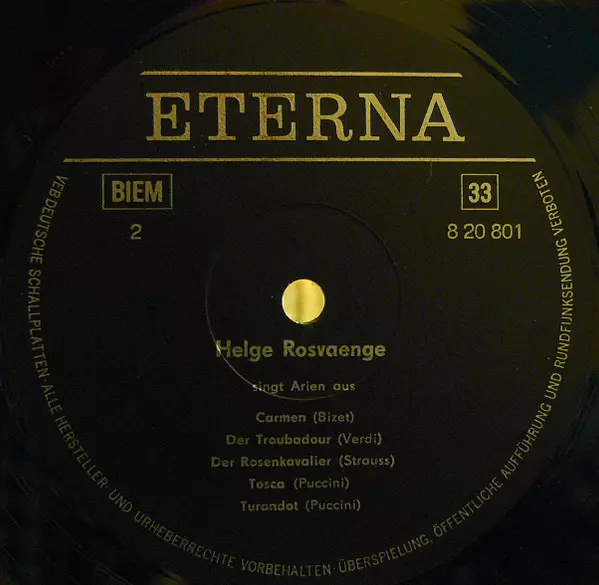 ETERNA
BIEM
33
2
8 20 801
Helge Rosvaenge
singt Arien aus
Carmen (Bizet)
Der Troubadour (Verdi)
Der Rosenkavalier (Strauss)
Tosca (Puccini)
Turandot (Puccini)
VEB DEUTSCHE SCHALLPLATTEN · ALLE HERSTELLER- UND URHEBERRECHTE VORBEHALTEN · ÜBERSPIELUNG, ÖFFENTLICHE AUFFÜHRUNG UND RUNDFUNKSENDUNG VERBOTEN